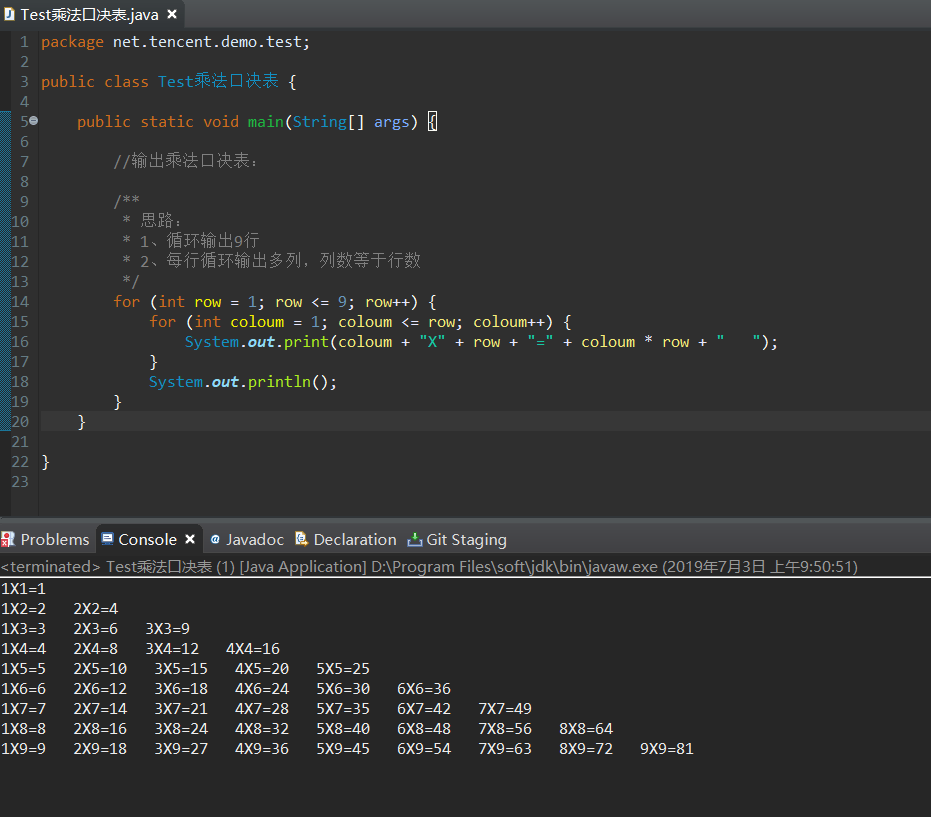 Test乘法口决表.java
1 package net.tencent.demo.test;
2
3 public class Test乘法口决表 {
4
5 public static void main(String[] args) {
6
7 //输出乘法口决表：
8
9 /**
10 * 思路：
11 * 1、循环输出9行
12 * 2、每行循环输出多列，列数等于行数
13 */
14 for (int row = 1; row <= 9; row++) {
15 for (int coloum = 1; coloum <= row; coloum++) {
16 System.out.print(coloum + "X" + row + "=" + coloum * row + "   ");
17 }
18 System.out.println();
19 }
20 }
21
22 }
23
Problems Console Javadoc Declaration Git Staging
<terminated> Test乘法口决表 (1) [Java Application] D:\Program Files\soft\jdk\bin\javaw.exe (2019年7月3日 上午9:50:51)
1X1=1
1X2=2   2X2=4
1X3=3   2X3=6   3X3=9
1X4=4   2X4=8   3X4=12   4X4=16
1X5=5   2X5=10   3X5=15   4X5=20   5X5=25
1X6=6   2X6=12   3X6=18   4X6=24   5X6=30   6X6=36
1X7=7   2X7=14   3X7=21   4X7=28   5X7=35   6X7=42   7X7=49
1X8=8   2X8=16   3X8=24   4X8=32   5X8=40   6X8=48   7X8=56   8X8=64
1X9=9   2X9=18   3X9=27   4X9=36   5X9=45   6X9=54   7X9=63   8X9=72   9X9=81